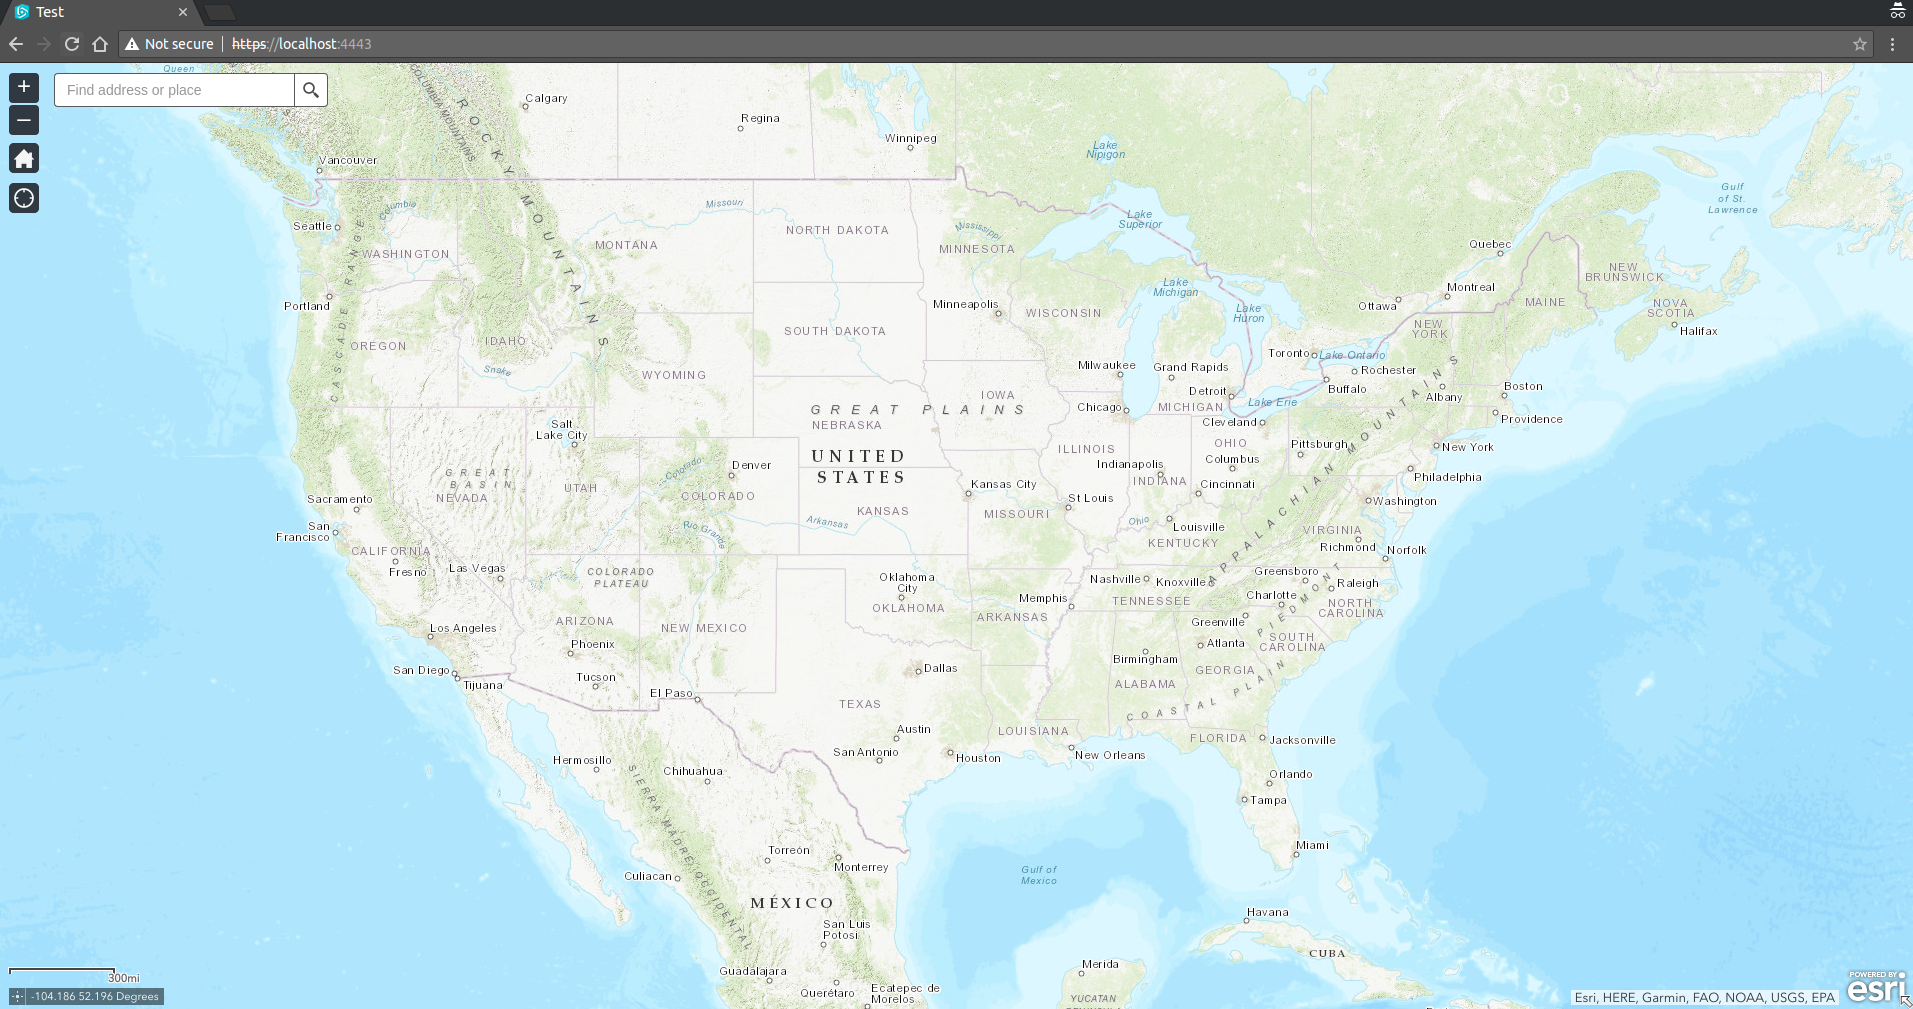 Test
Not secure
https://localhost:4443
Find address or place
Queen
COLUMBIA MOUNTAINS
ROCKY MOUNTAINS
Calgary
Regina
Winnipeg
Vancouver
Lake
Nipigon
Gulf
of St.
Lawrence
Seattle
Columbia
Missouri
Lake
Superior
Mississippi
WASHINGTON
MONTANA
NORTH DAKOTA
MINNESOTA
Quebec
NEW
BRUNSWICK
Portland
CASCADE RANGE
Minneapolis
WISCONSIN
Lake
Michigan
Lake
Huron
Montreal
Ottawa
MAINE
NOVA
SCOTIA
Halifax
OREGON
IDAHO
SOUTH DAKOTA
NEW
YORK
Toronto
Lake Ontario
Snake
WYOMING
Milwaukee
Grand Rapids
Rochester
Buffalo
Albany
Boston
IOWA
Detroit
MICHIGAN
Lake Erie
Chicago
Cleveland
Providence
GREAT PLAINS
NEBRASKA
Salt
Lake City
UNITED
STATES
ILLINOIS
OHIO
Pittsburgh
New York
Denver
Colorado
Indianapolis
Columbus
Philadelphia
GREAT
BASIN
NEVADA
UTAH
COLORADO
Kansas City
St Louis
INDIANA
Cincinnati
Washington
APPALACHIAN MOUNTAINS
Sacramento
San
Francisco
Arkansas
KANSAS
MISSOURI
Ohio
Louisville
KENTUCKY
VIRGINIA
Richmond
Norfolk
Rio Grande
CALIFORNIA
Fresno
Las Vegas
COLORADO
PLATEAU
Oklahoma
City
OKLAHOMA
Nashville
Knoxville
Greensboro
Raleigh
Memphis
TENNESSEE
Charlotte
NORTH
CAROLINA
ARKANSAS
PIEDMONT
Greenville
Los Angeles
ARIZONA
NEW MEXICO
Phoenix
Atlanta
SOUTH
CAROLINA
Birmingham
GEORGIA
San Diego
Tijuana
Tucson
El Paso
Dallas
ALABAMA
COASTAL PLAIN
TEXAS
Austin
LOUISIANA
FLORIDA
Jacksonville
San Antonio
Houston
New Orleans
Hermosillo
Chihuahua
Orlando
Tampa
SIERRA MADRE OCCIDENTAL
Torreón
Monterrey
Miami
Culiacan
Gulf of
Mexico
MÉXICO
Havana
San Luis
Potosi
CUBA
Guadalajara
Merida
Querétaro
Ecatepec de
Morelos
YUCATAN
300mi
-104.186 52.196 Degrees
Esri, HERE, Garmin, FAO, NOAA, USGS, EPA
POWERED BY
esri